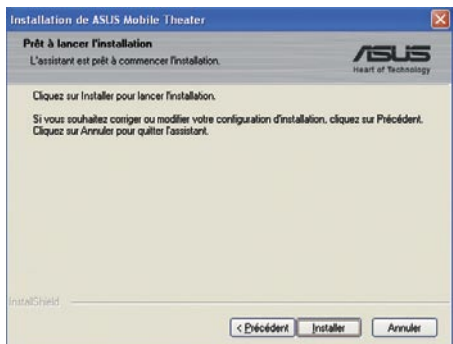 Installation de ASUS Mobile Theater
Prêt à lancer l'installation
L'assistant est prêt à commencer l'installation.
ASUS
Heart of Technology
Cliquez sur Installer pour lancer l'installation.
Si vous souhaitez corriger ou modifier votre configuration d'installation, cliquez sur Précédent.
Cliquez sur Annuler pour quitter l'assistant.
InstallShield
< Précédent Installer Annuler